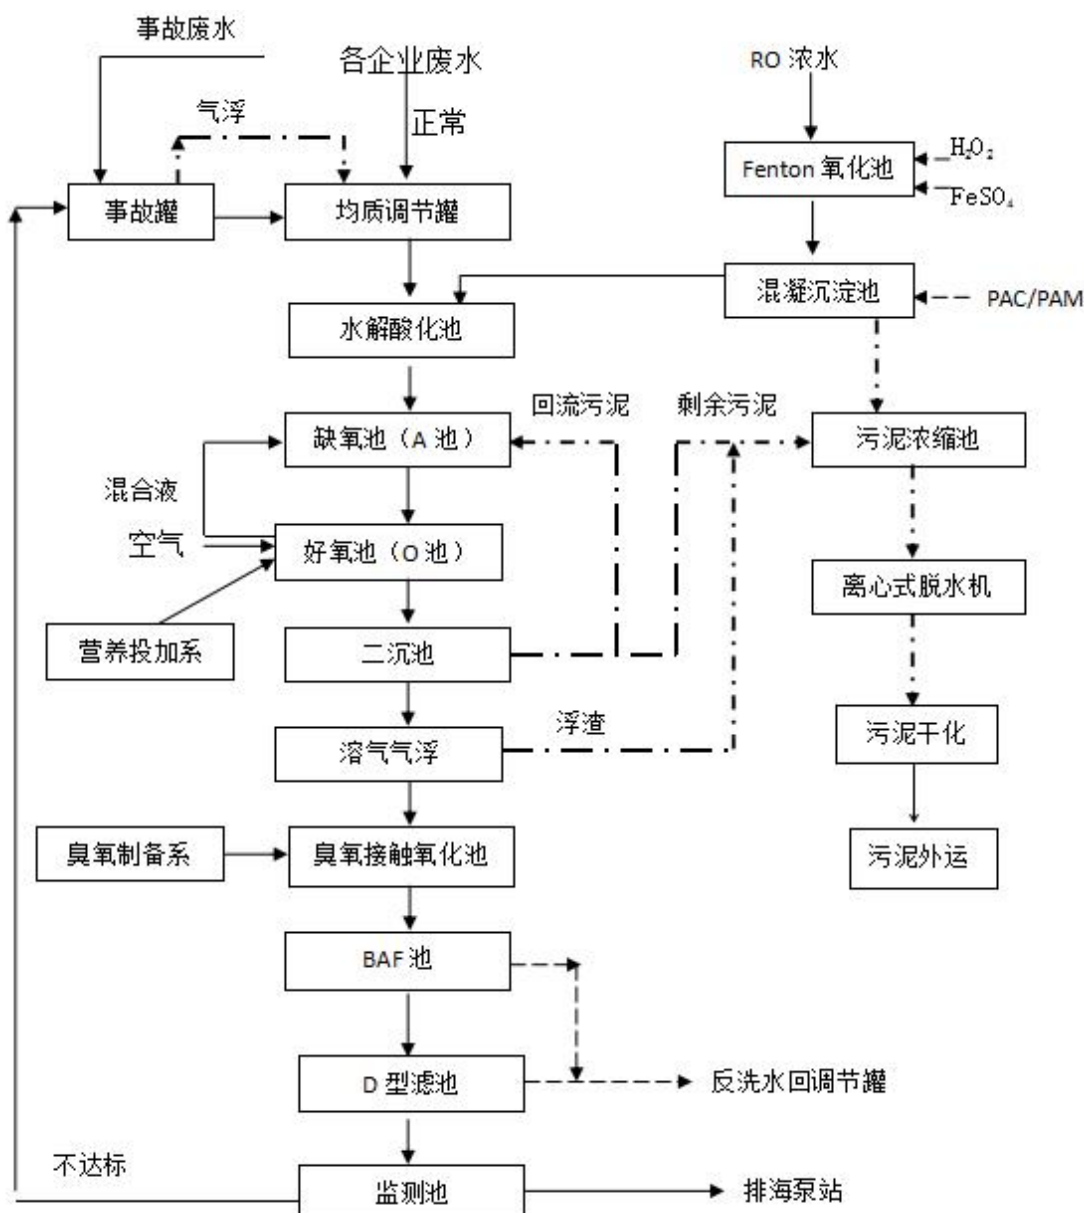 事故废水
各企业废水
RO 浓水
气浮
正常
Fenton 氧化池
H₂O₂
FeSO₄
事故罐
均质调节罐
混凝沉淀池
PAC/PAM
水解酸化池
回流污泥
剩余污泥
缺氧池（A 池）
污泥浓缩池
混合液
空气
好氧池（O 池）
离心式脱水机
营养投加系
二沉池
浮渣
污泥干化
溶气气浮
臭氧制备系
臭氧接触氧化池
污泥外运
BAF 池
D 型滤池
反洗水回调节罐
不达标
监测池
排海泵站